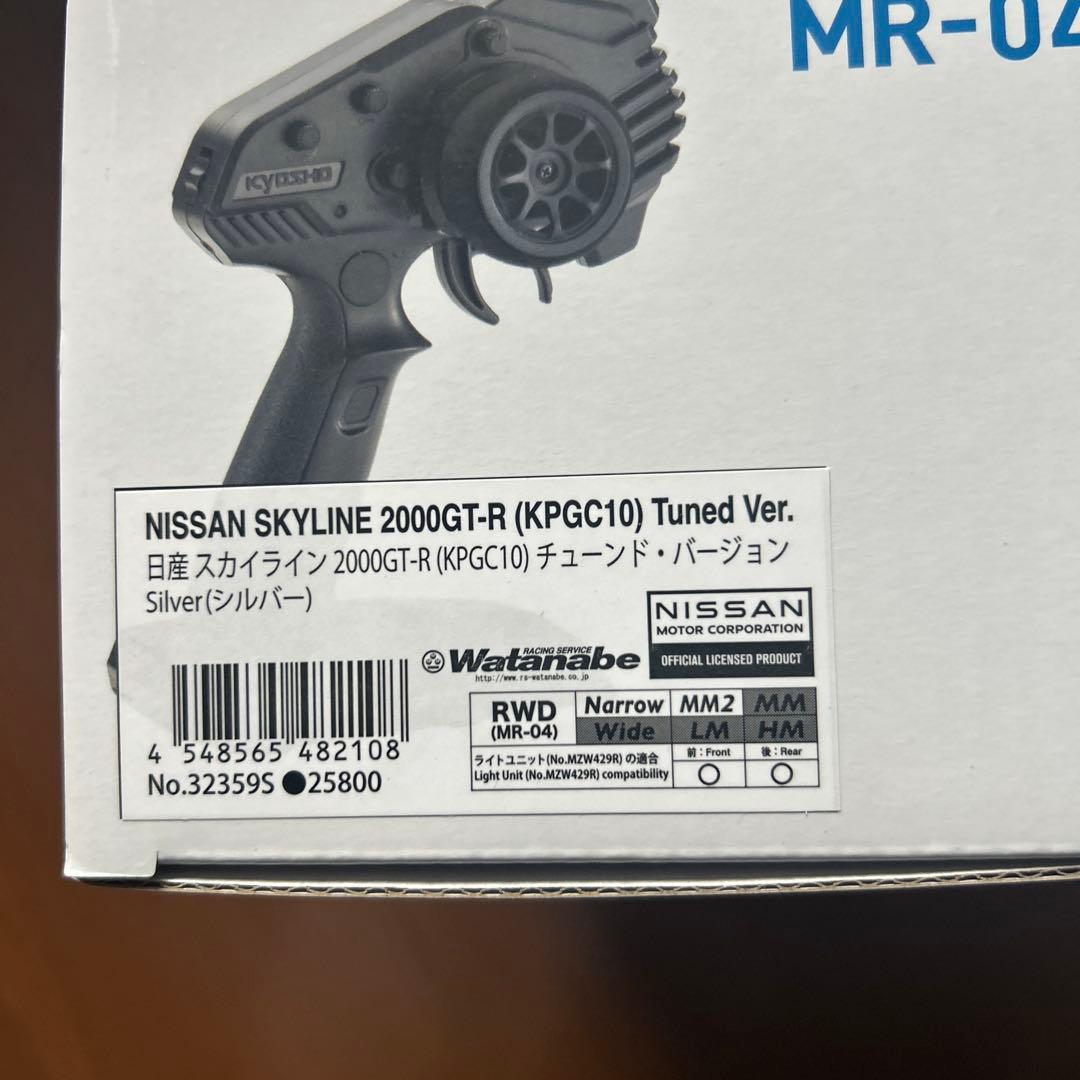 MR-04
KYOSHO
NISSAN SKYLINE 2000GT-R (KPGC10) Tuned Ver.
日産 スカイライン 2000GT-R (KPGC10) チューンド・バージョン
Silver(シルバー)
NISSAN
MOTOR CORPORATION
OFFICIAL LICENSED PRODUCT
RACING SERVICE
Watanabe
http://www.rs-watanabe.co.jp
RWD
(MR-04)
Narrow MM2 MM
Wide LM HM
ライトユニット(No.MZW429R) の適合
Light Unit (No.MZW429R) compatibility
前:Front
後:Rear
○ ○
4 548565 482108
No.32359S ●25800